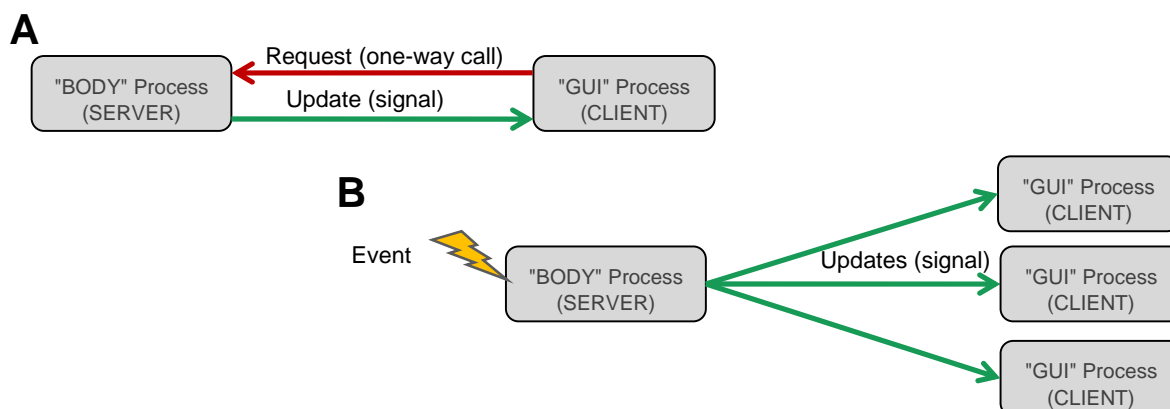 A
Request (one-way call)
"BODY" Process
(SERVER)
Update (signal)
"GUI" Process
(CLIENT)
B
Event
"BODY" Process
(SERVER)
Updates (signal)
"GUI" Process
(CLIENT)
"GUI" Process
(CLIENT)
"GUI" Process
(CLIENT)